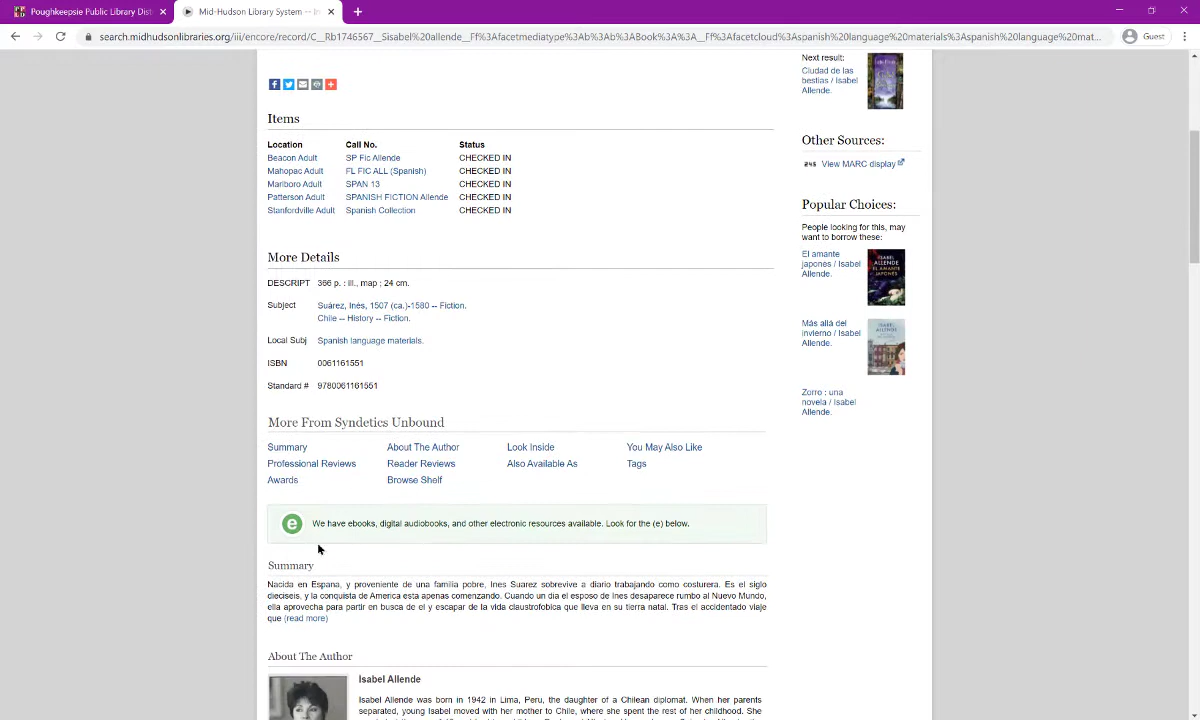 Poughkeepsie Public Library Dist
Mid-Hudson Library System -- I
Guest
search.midhudsonlibraries.org/iii/encore/record/C__Rb1746567__Sisabel%20allende__Ff%3Afacetmediatype%3Ab%3Ab%3ABook%3A%3A__Ff%3Afacetcloud%3Aspanish%20language%20materials%3Aspanish%20language%20mat...
Items
Location Call No. Status
Beacon Adult SP Fic Allende CHECKED IN
Mahopac Adult FL FIC ALL (Spanish) CHECKED IN
Marlboro Adult SPAN 13 CHECKED IN
Patterson Adult SPANISH FICTION Allende CHECKED IN
Stanfordville Adult Spanish Collection CHECKED IN
More Details
DESCRIPT 366 p. : ill., map ; 24 cm.
Subject Suárez, Inés, 1507 (ca.)-1580 -- Fiction.
Chile -- History -- Fiction.
Local Subj Spanish language materials.
ISBN 0061161551
Standard # 9780061161551
More From Syndetics Unbound
Summary About The Author Look Inside You May Also Like
Professional Reviews Reader Reviews Also Available As Tags
Awards Browse Shelf
e We have ebooks, digital audiobooks, and other electronic resources available. Look for the (e) below.
Summary
Nacida en Espana, y proveniente de una familia pobre, Ines Suarez sobrevive a diario trabajando como costurera. Es el siglo
dieciseis, y la conquista de America esta apenas comenzando. Cuando un dia el esposo de Ines desaparece rumbo al Nuevo Mundo,
ella aprovecha para partir en busca de el y escapar de la vida claustrofobica que lleva en su tierra natal. Tras el accidentado viaje
que (read more)
About The Author
Isabel Allende
Isabel Allende was born in 1942 in Lima, Peru, the daughter of a Chilean diplomat. When her parents
separated, young Isabel moved with her mother to Chile, where she spent the rest of her childhood. She
Next result:
Ciudad de las
bestias / Isabel
Allende.
Other Sources:
View MARC display
Popular Choices:
People looking for this, may
want to borrow these:
El amante
japonés / Isabel
Allende.
ISABEL
ALLENDE
EL AMANTE
JAPONÉS
Más allá del
invierno / Isabel
Allende.
ISABEL
ALLENDE
Zorro : una
novela / Isabel
Allende.